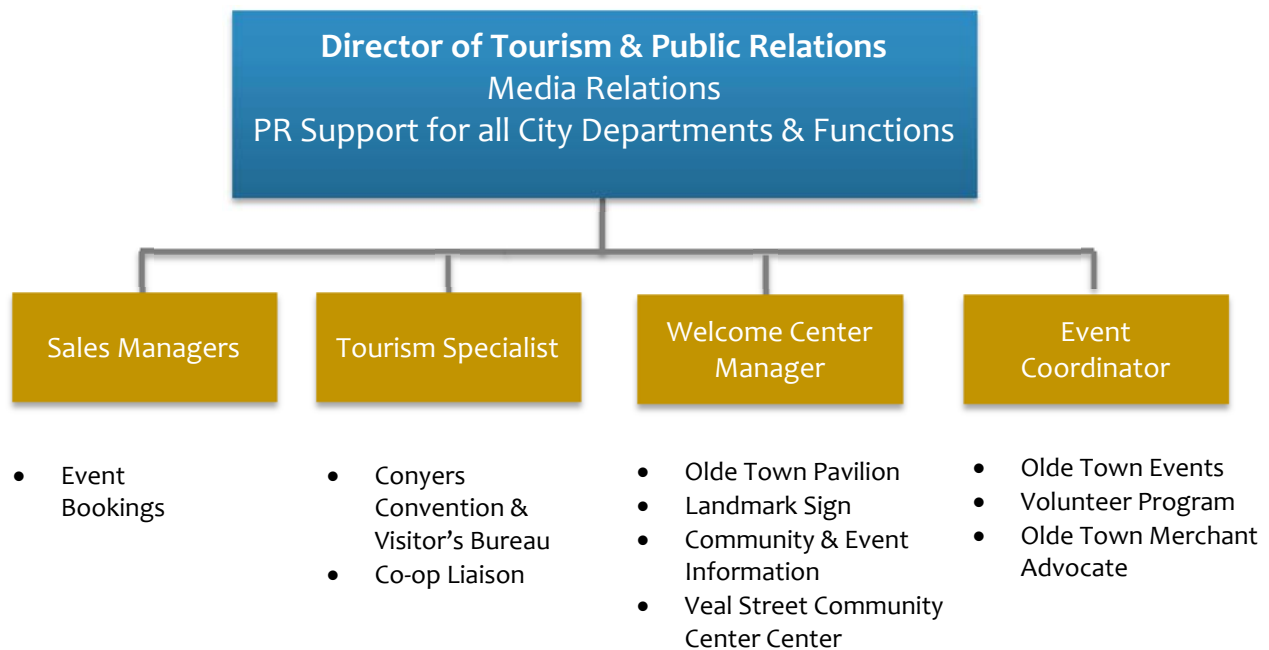 Director of Tourism & Public Relations
Media Relations
PR Support for all City Departments & Functions
Sales Managers
Tourism Specialist
Welcome Center
Manager
Event
Coordinator
• Event
Bookings
• Conyers
Convention &
Visitor’s Bureau
• Co-op Liaison
• Olde Town Pavilion
• Landmark Sign
• Community & Event
Information
• Veal Street Community
Center Center
• Olde Town Events
• Volunteer Program
• Olde Town Merchant
Advocate